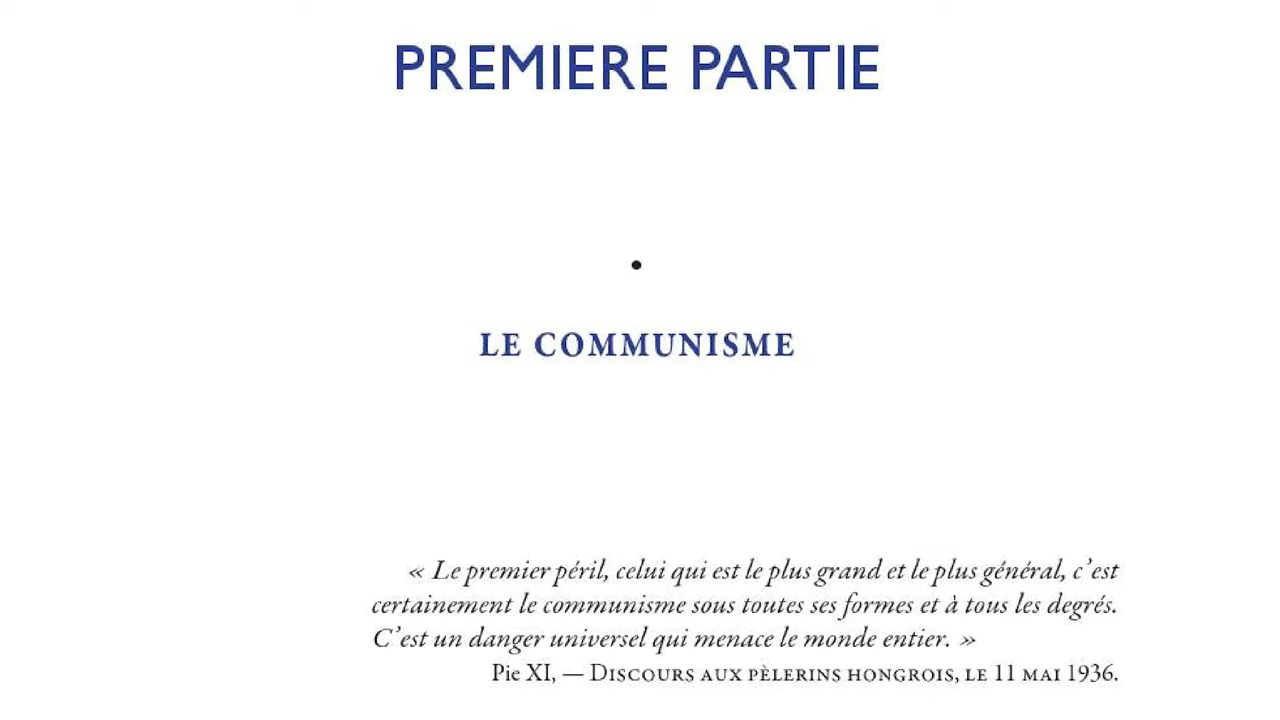 PREMIERE PARTIE
•
LE COMMUNISME
« Le premier péril, celui qui est le plus grand et le plus général, c’est
certainement le communisme sous toutes ses formes et à tous les degrés.
C’est un danger universel qui menace le monde entier. »
Pie XI, — Discours aux pèlerins hongrois, le 11 mai 1936.